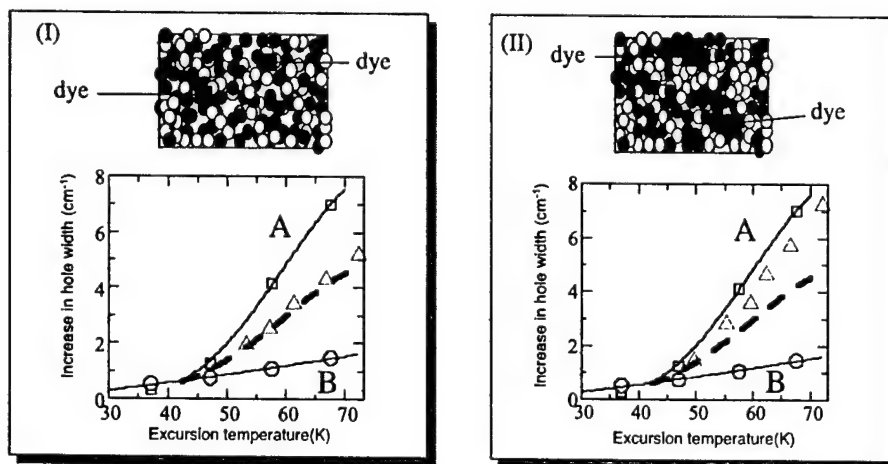 (I)
dye
dye
Increase in hole width (cm⁻¹)
8
6
4
2
0
A
B
30 40 50 60 70
Excursion temperature(K)
(II)
dye
dye
Increase in hole width (cm⁻¹)
8
6
4
2
0
A
B
30 40 50 60 70
Excursion temperature(K)